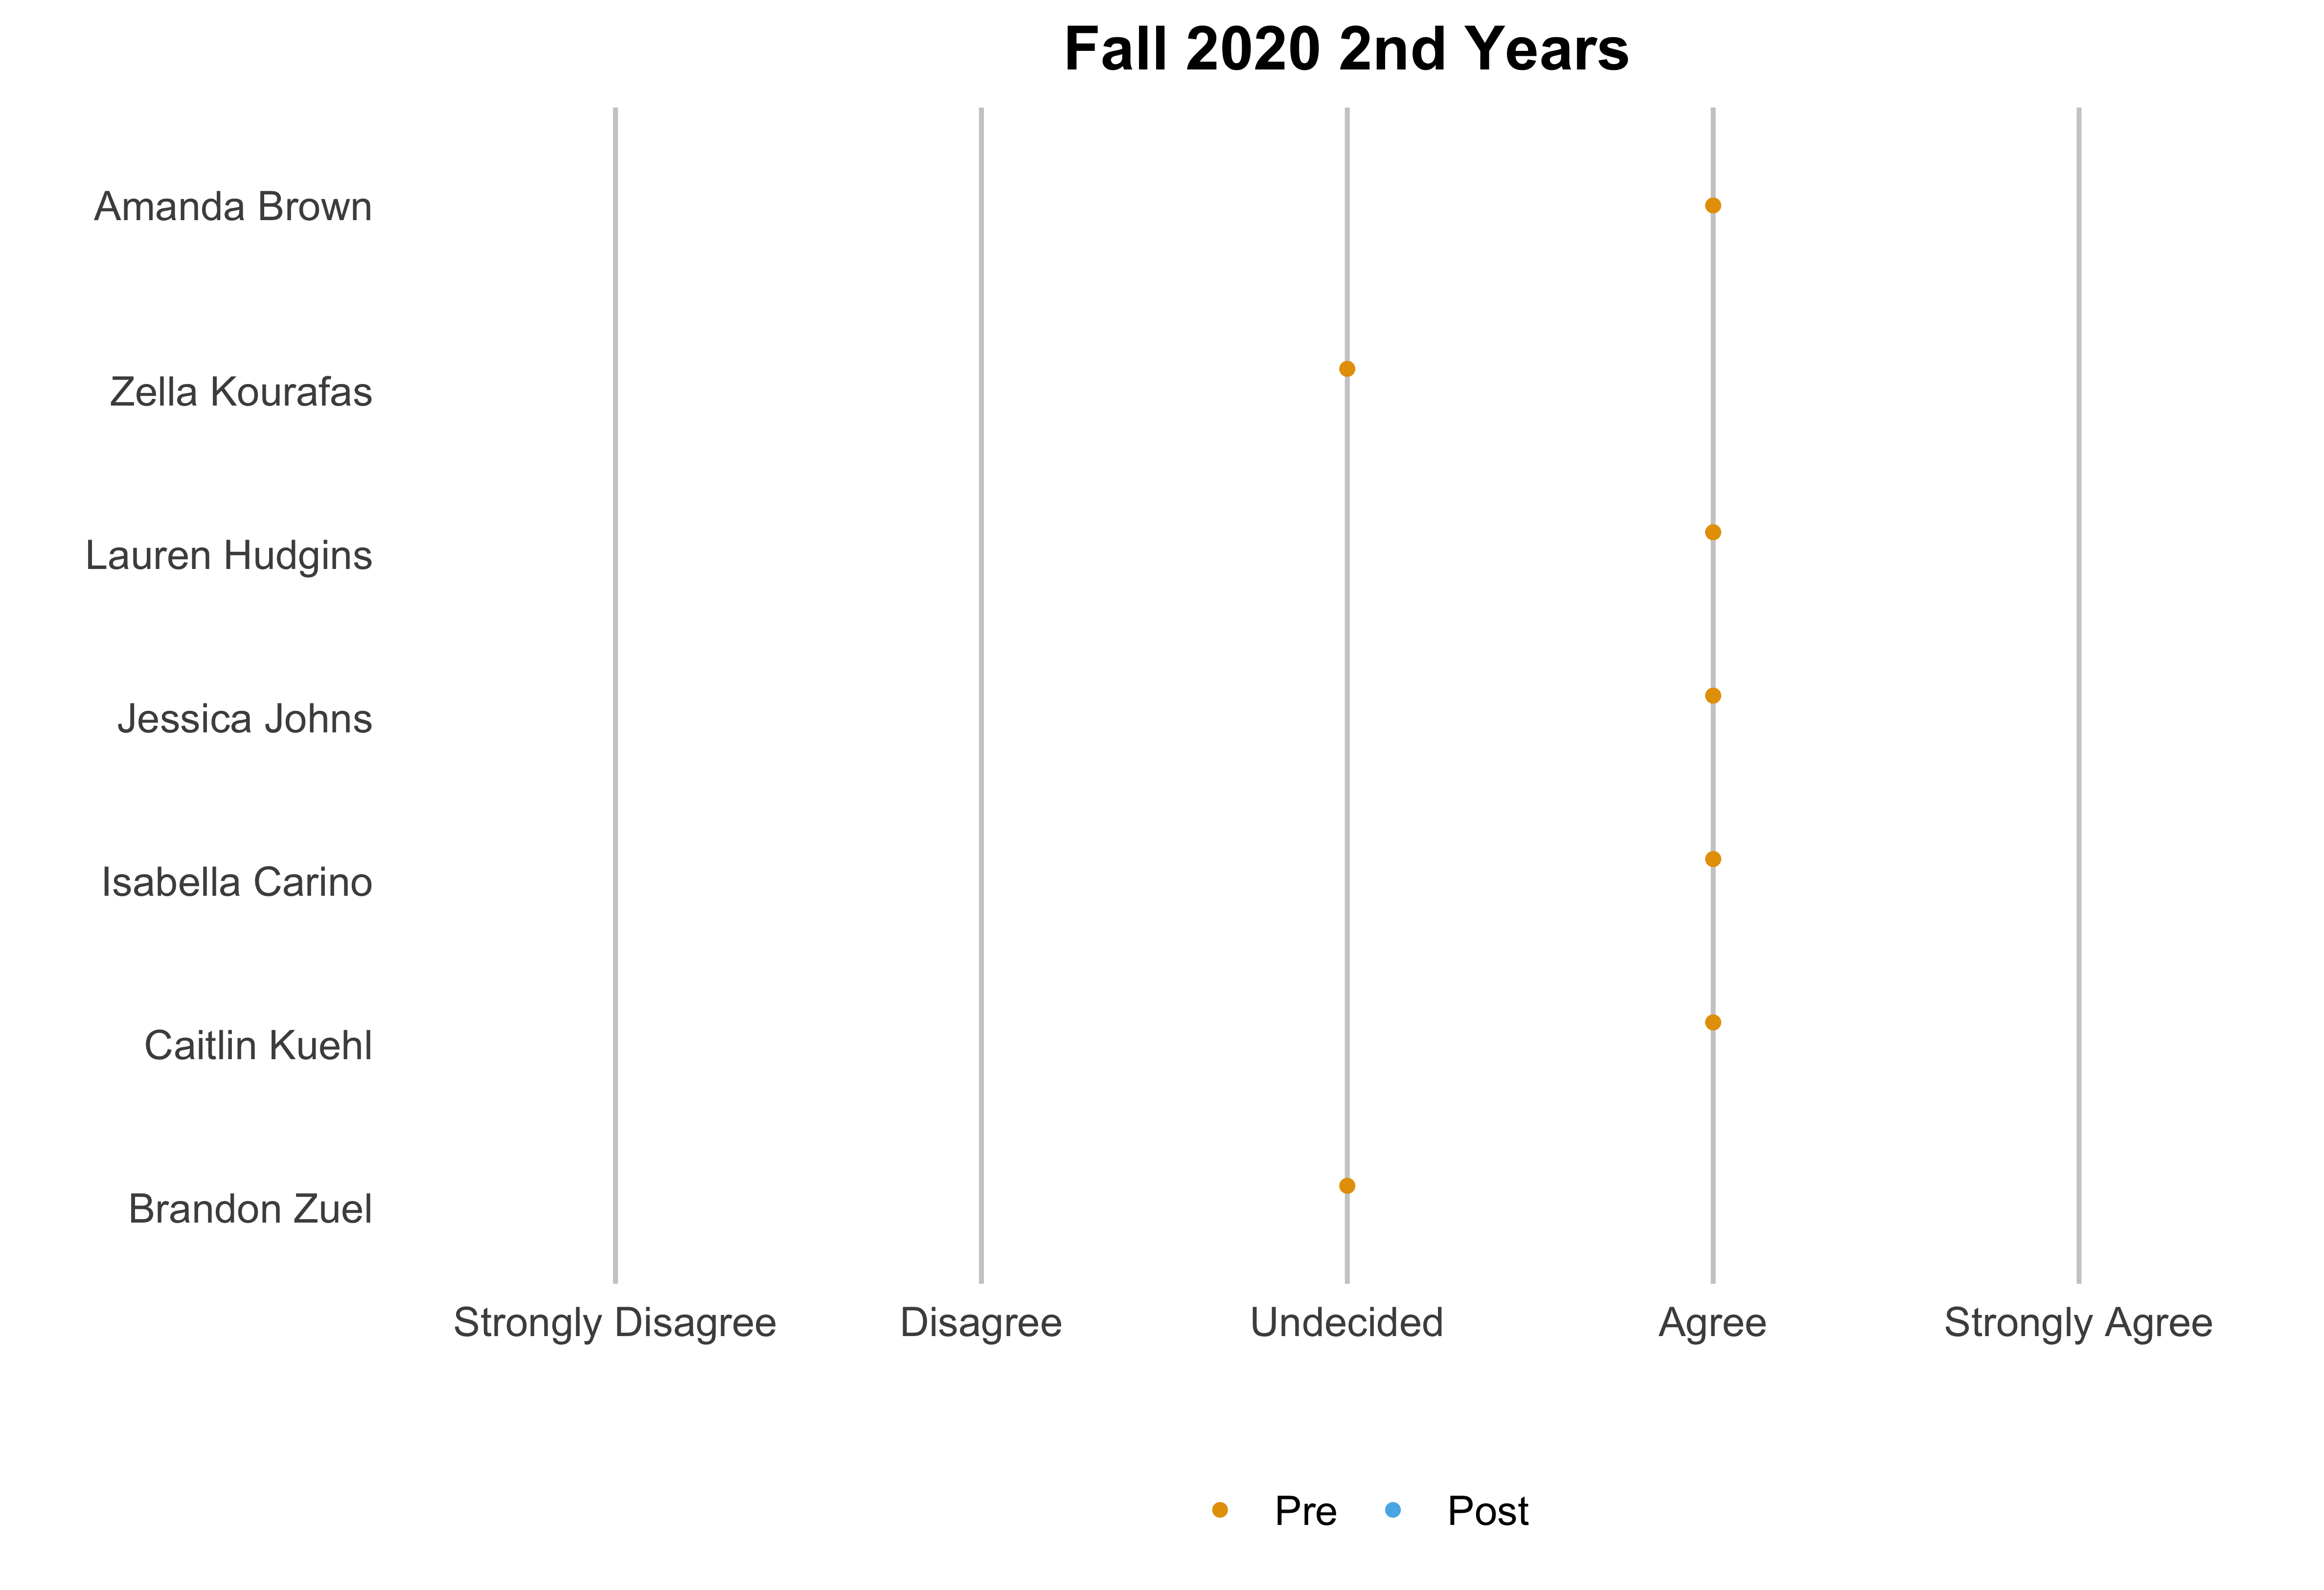 Fall 2020 2nd Years
Amanda Brown
Zella Kourafas
Lauren Hudgins
Jessica Johns
Isabella Carino
Caitlin Kuehl
Brandon Zuel
Strongly Disagree Disagree Undecided Agree Strongly Agree
Pre Post